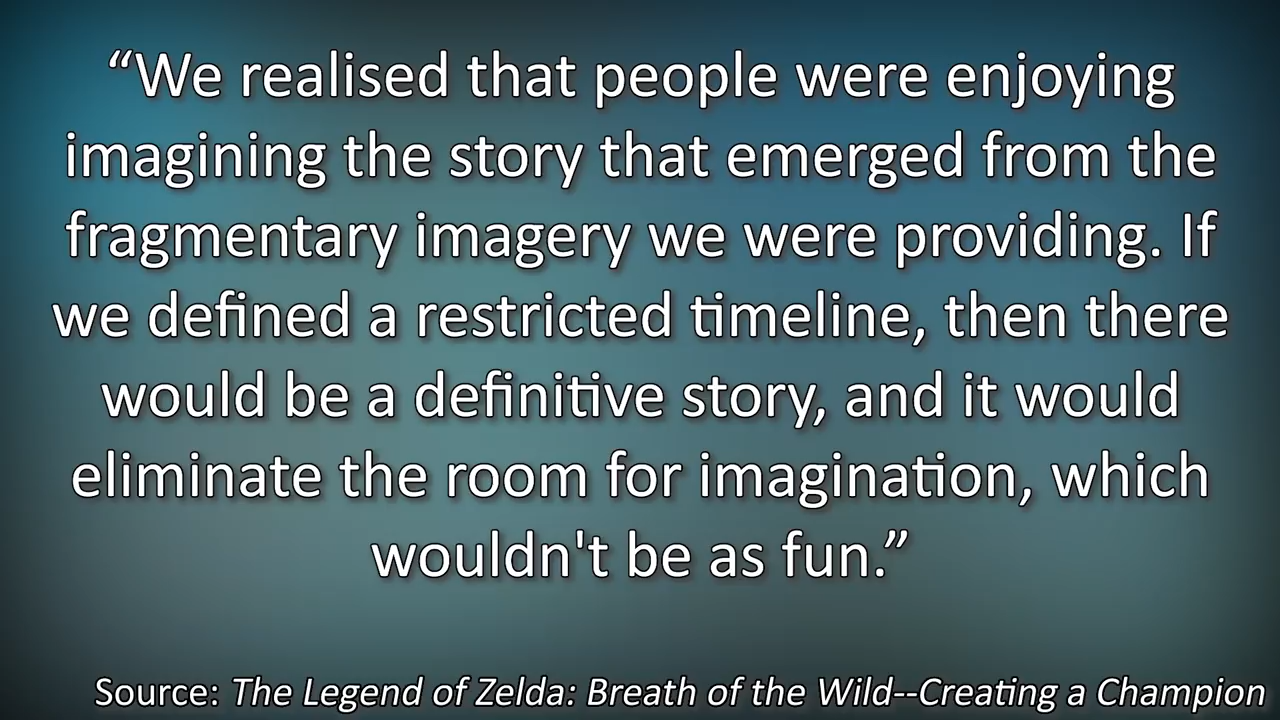 “We realised that people were enjoying
imagining the story that emerged from the
fragmentary imagery we were providing. If
we defined a restricted timeline, then there
would be a definitive story, and it would
eliminate the room for imagination, which
wouldn't be as fun.”
Source: The Legend of Zelda: Breath of the Wild--Creating a Champion